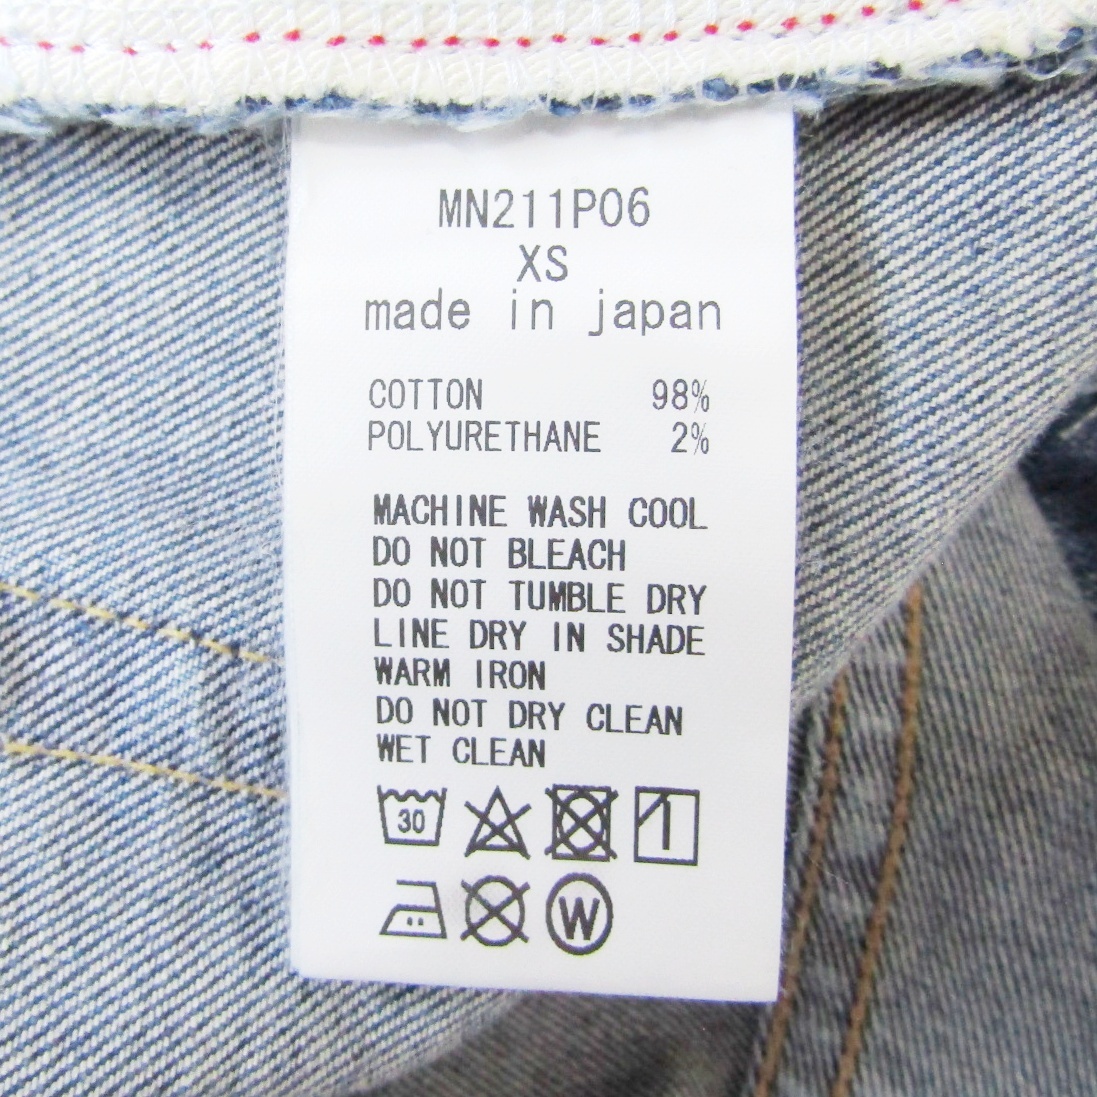 MN211P06
XS
made in japan
COTTON 98%
POLYURETHANE 2%
MACHINE WASH COOL
DO NOT BLEACH
DO NOT TUMBLE DRY
LINE DRY IN SHADE
WARM IRON
DO NOT DRY CLEAN
WET CLEAN
30
W